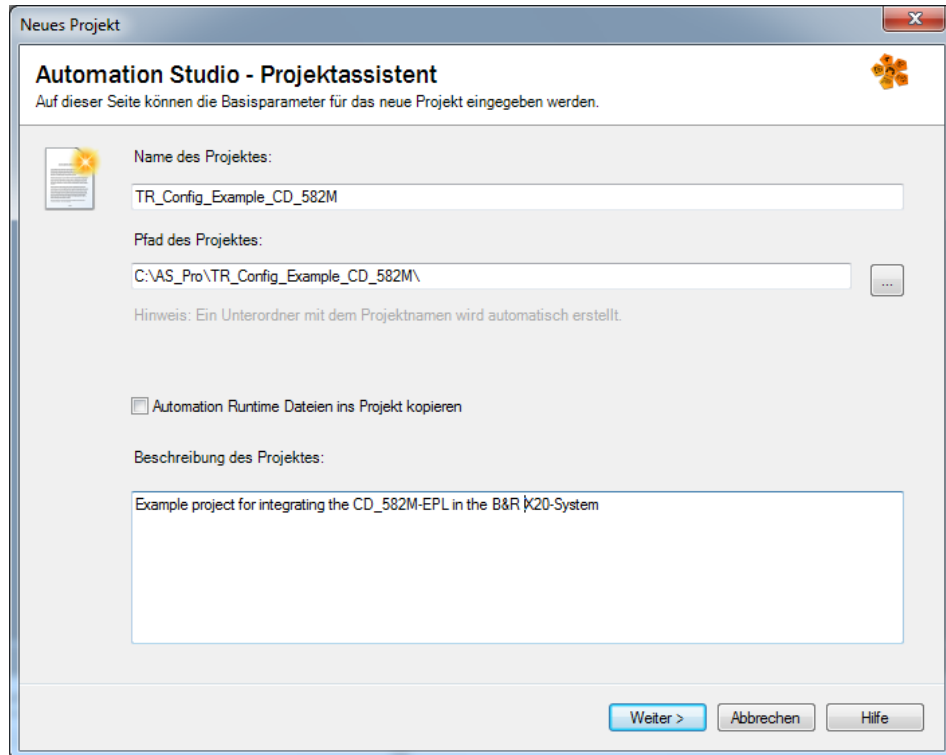 Neues Projekt
Automation Studio - Projektassistent
Auf dieser Seite können die Basisparameter für das neue Projekt eingegeben werden.
Name des Projektes:
TR_Config_Example_CD_582M
Pfad des Projektes:
C:\AS_Pro\TR_Config_Example_CD_582M\
...
Hinweis: Ein Unterordner mit dem Projektnamen wird automatisch erstellt.
Automation Runtime Dateien ins Projekt kopieren
Beschreibung des Projektes:
Example project for integrating the CD_582M-EPL in the B&R X20-System
Weiter > Abbrechen Hilfe